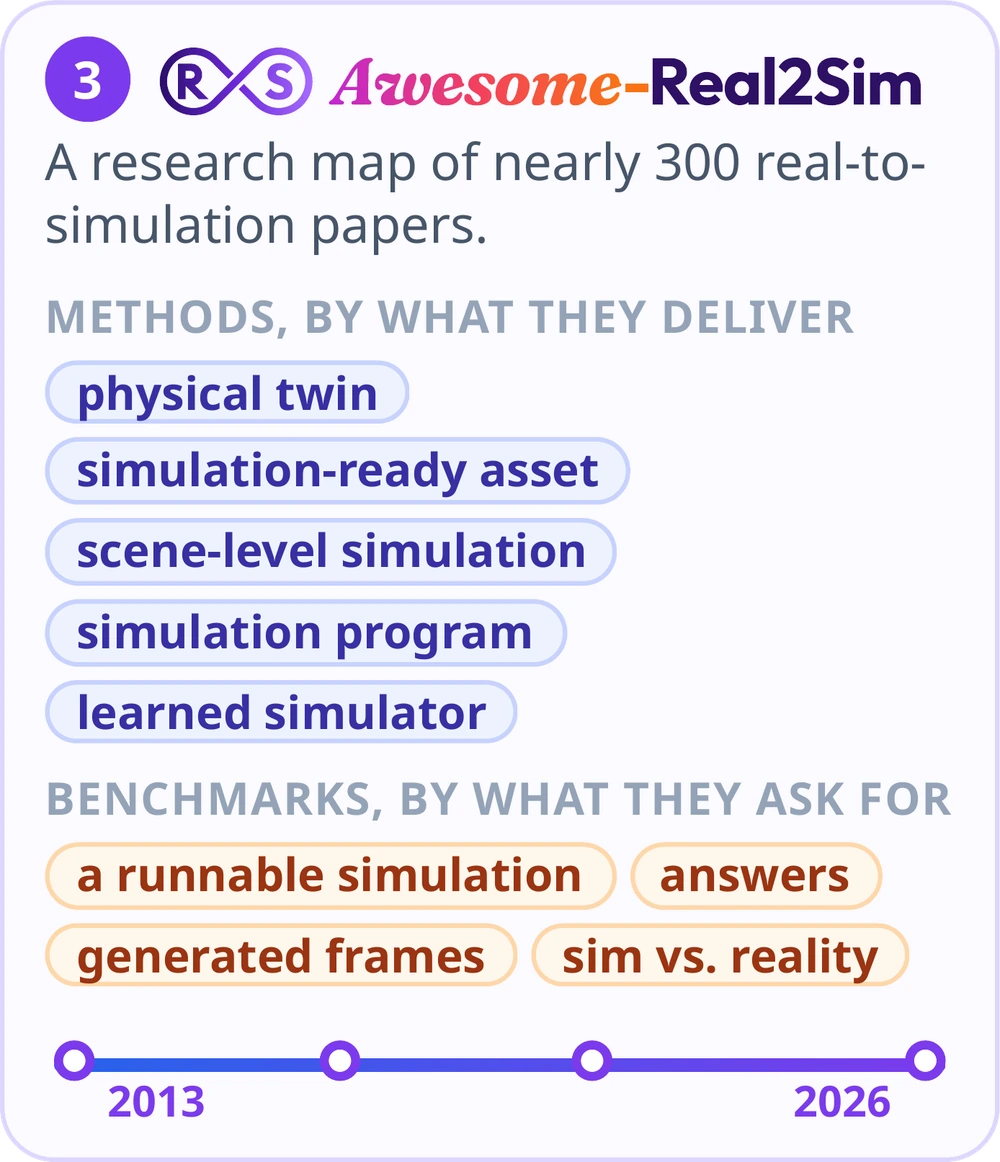 3 R S Awesome-Real2Sim
A research map of nearly 300 real-to-
simulation papers.
METHODS, BY WHAT THEY DELIVER
physical twin
simulation-ready asset
scene-level simulation
simulation program
learned simulator
BENCHMARKS, BY WHAT THEY ASK FOR
a runnable simulation answers
generated frames sim vs. reality
2013 2026